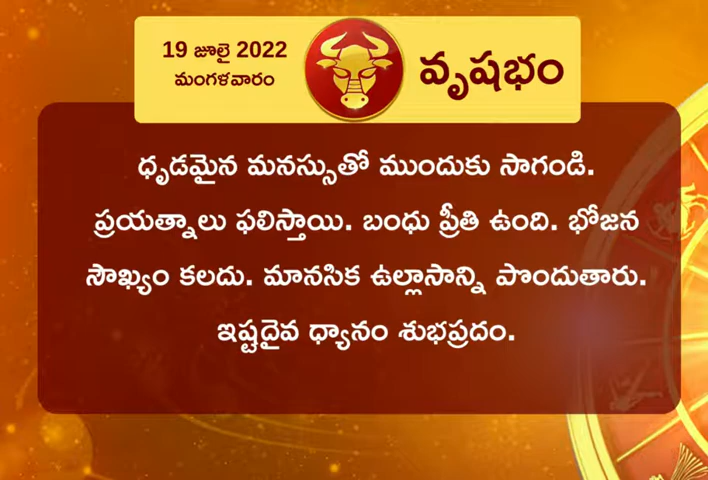 19 జూలై 2022
మంగళవారం
వృషభం
ధృడమైన మనస్సుతో ముందుకు సాగండి.
ప్రయత్నాలు ఫలిస్తాయి. బంధు ప్రీతి ఉంది. భోజన
సౌఖ్యం కలదు. మానసిక ఉల్లాసాన్ని పొందుతారు.
ఇష్టదైవ ధ్యానం శుభప్రదం.